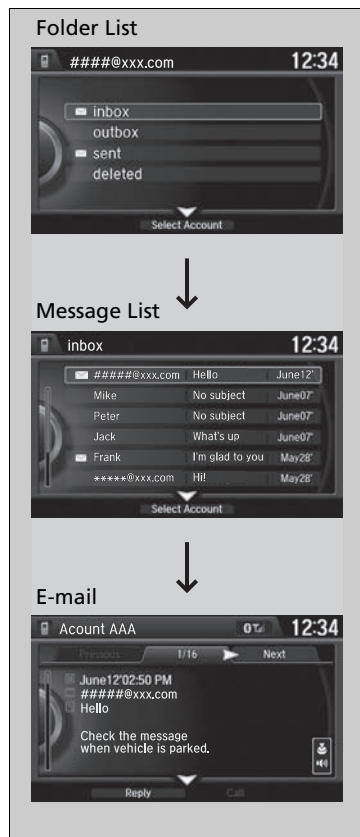 Folder List
####@xxx.com 12:34
inbox
outbox
sent
deleted
Select Account
Message List
inbox 12:34
#####@xxx.com Hello June12'
Mike No subject June07'
Peter No subject June07'
Jack What's up June07'
Frank I'm glad to you May28'
*****@xxx.com Hi! May28'
Select Account
E-mail
Acount AAA 12:34
Previous 1/16 Next
June12'02:50 PM
#####@xxx.com
Hello
Check the message
when vehicle is parked.
Reply Call